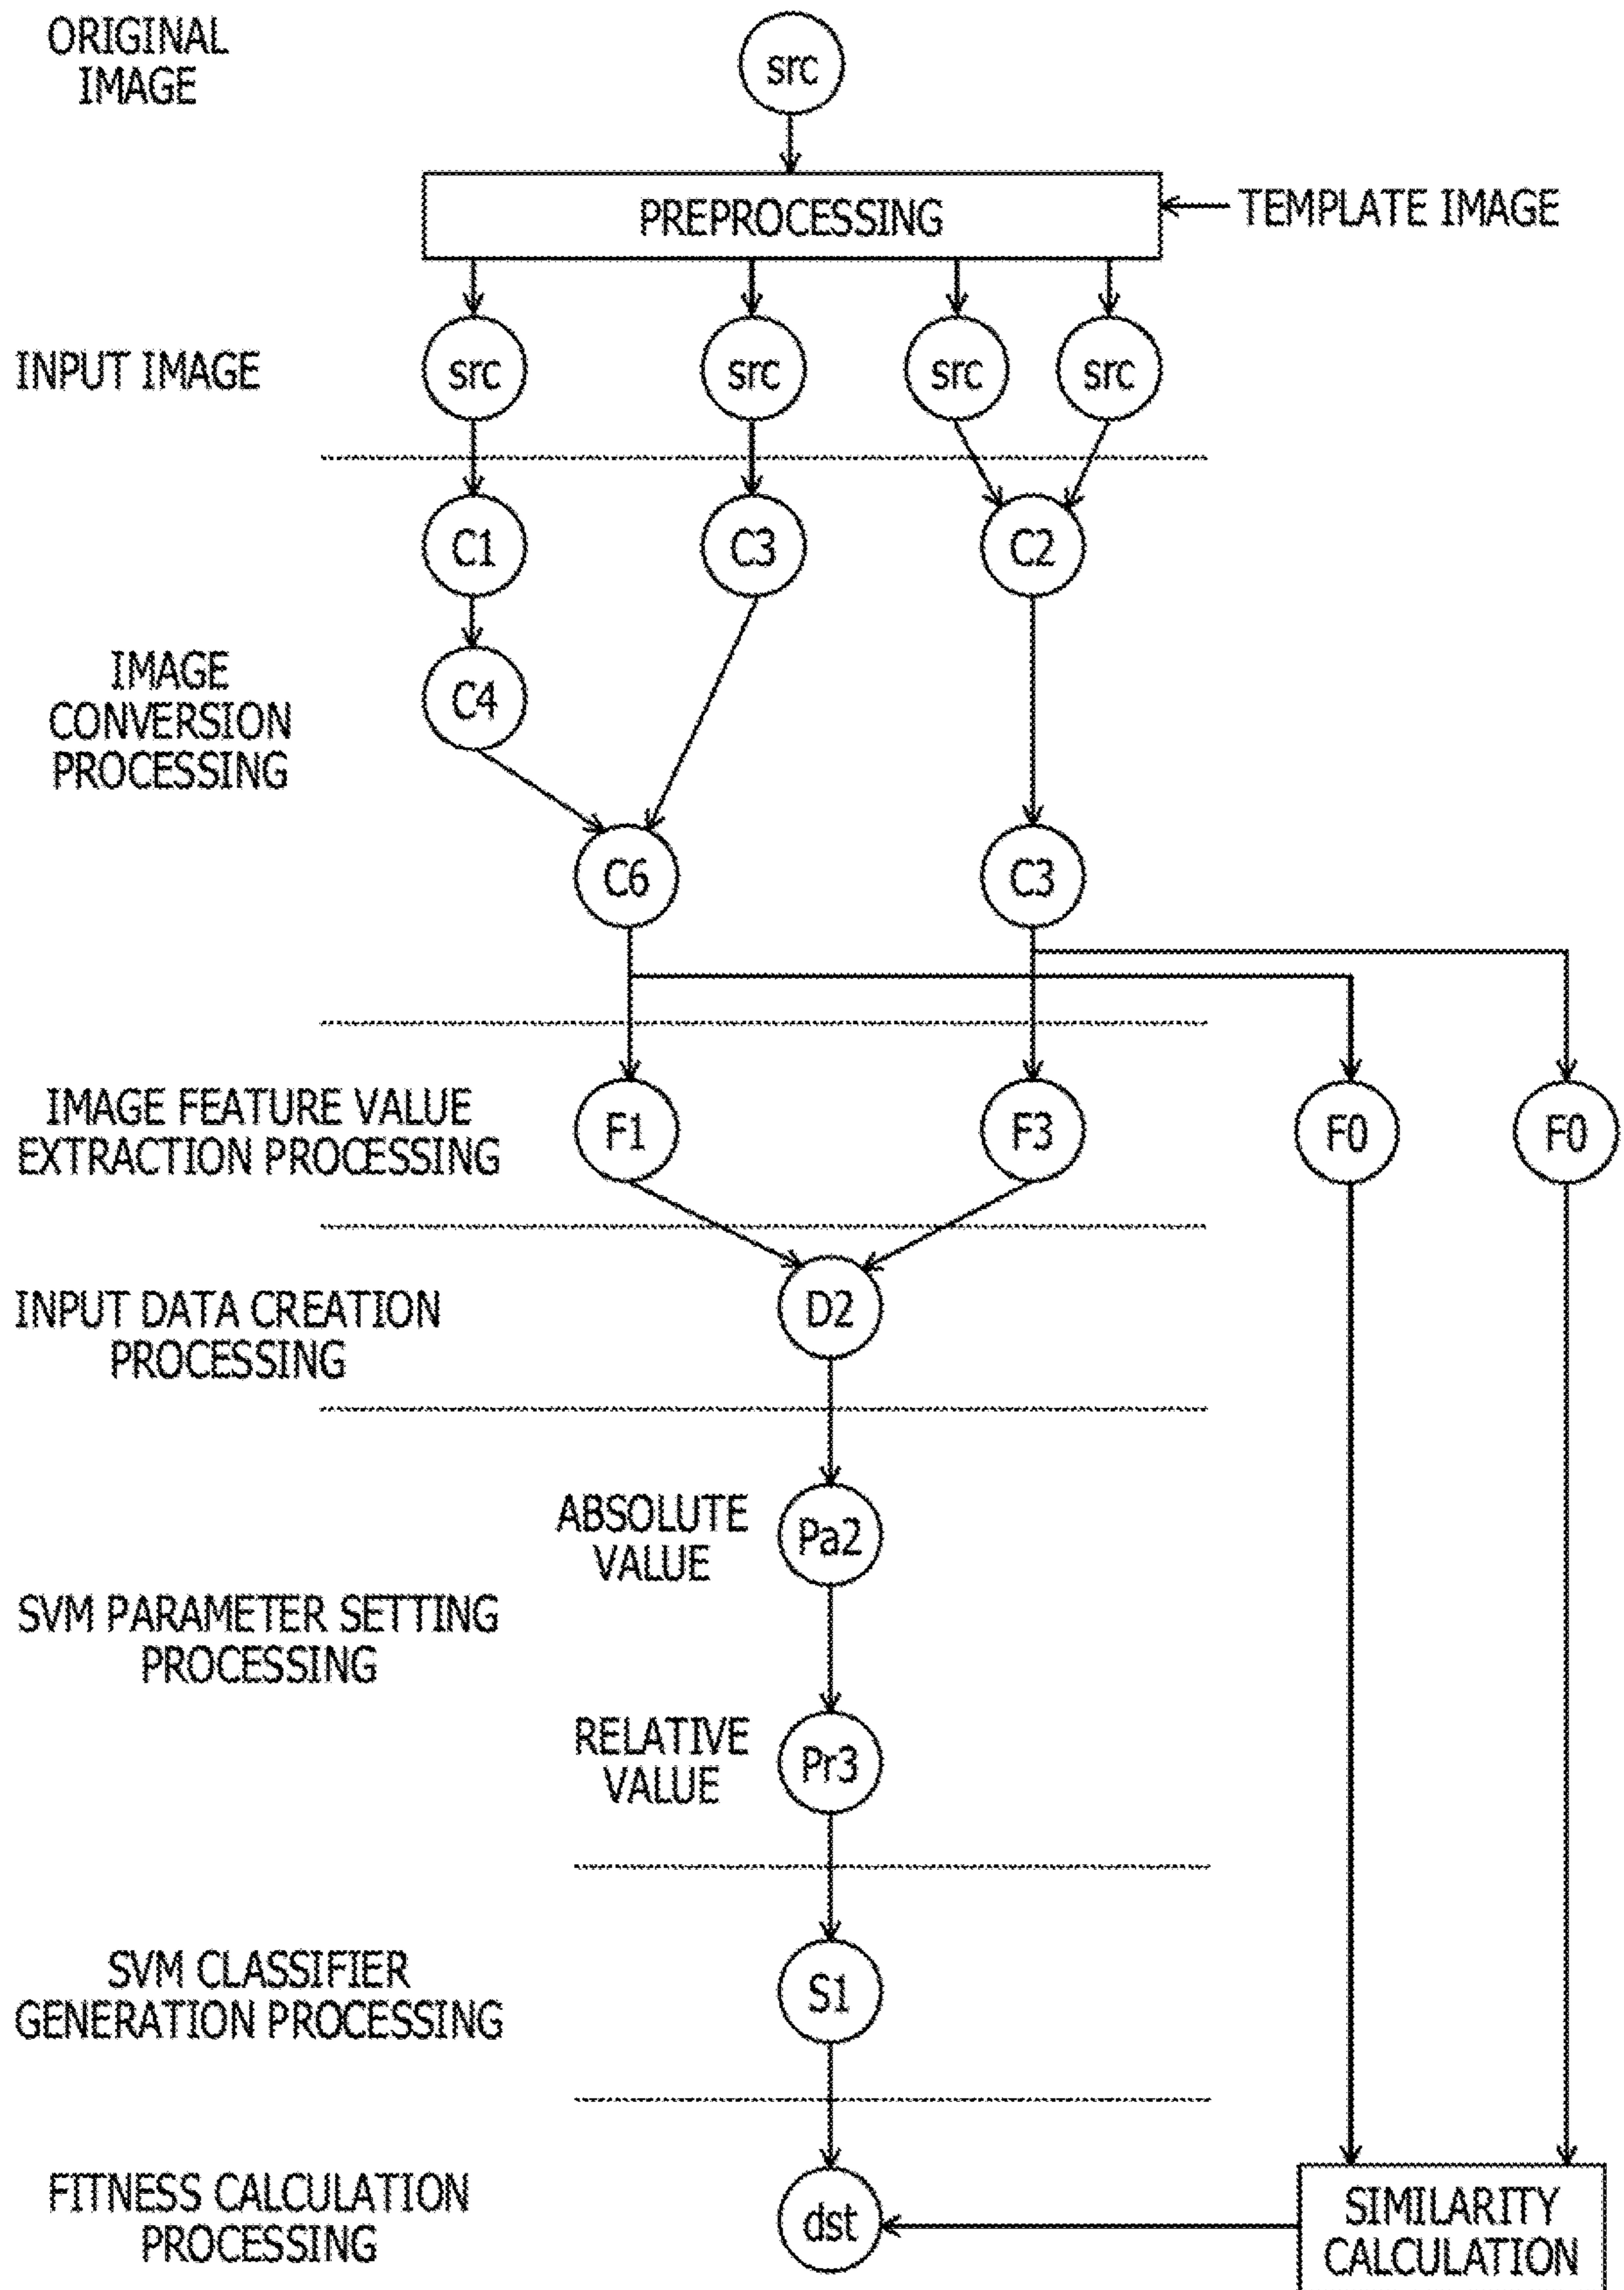 ORIGINAL
IMAGE
src
PREPROCESSING
TEMPLATE IMAGE
INPUT IMAGE
src
src
src
src
C1
C3
C2
IMAGE
CONVERSION
PROCESSING
C4
C6
C3
IMAGE FEATURE VALUE
EXTRACTION PROCESSING
F1
F3
F0
F0
INPUT DATA CREATION
PROCESSING
D2
ABSOLUTE
VALUE
Pa2
SVM PARAMETER SETTING
PROCESSING
RELATIVE
VALUE
Pr3
SVM CLASSIFIER
GENERATION PROCESSING
S1
FITNESS CALCULATION
PROCESSING
dst
SIMILARITY
CALCULATION